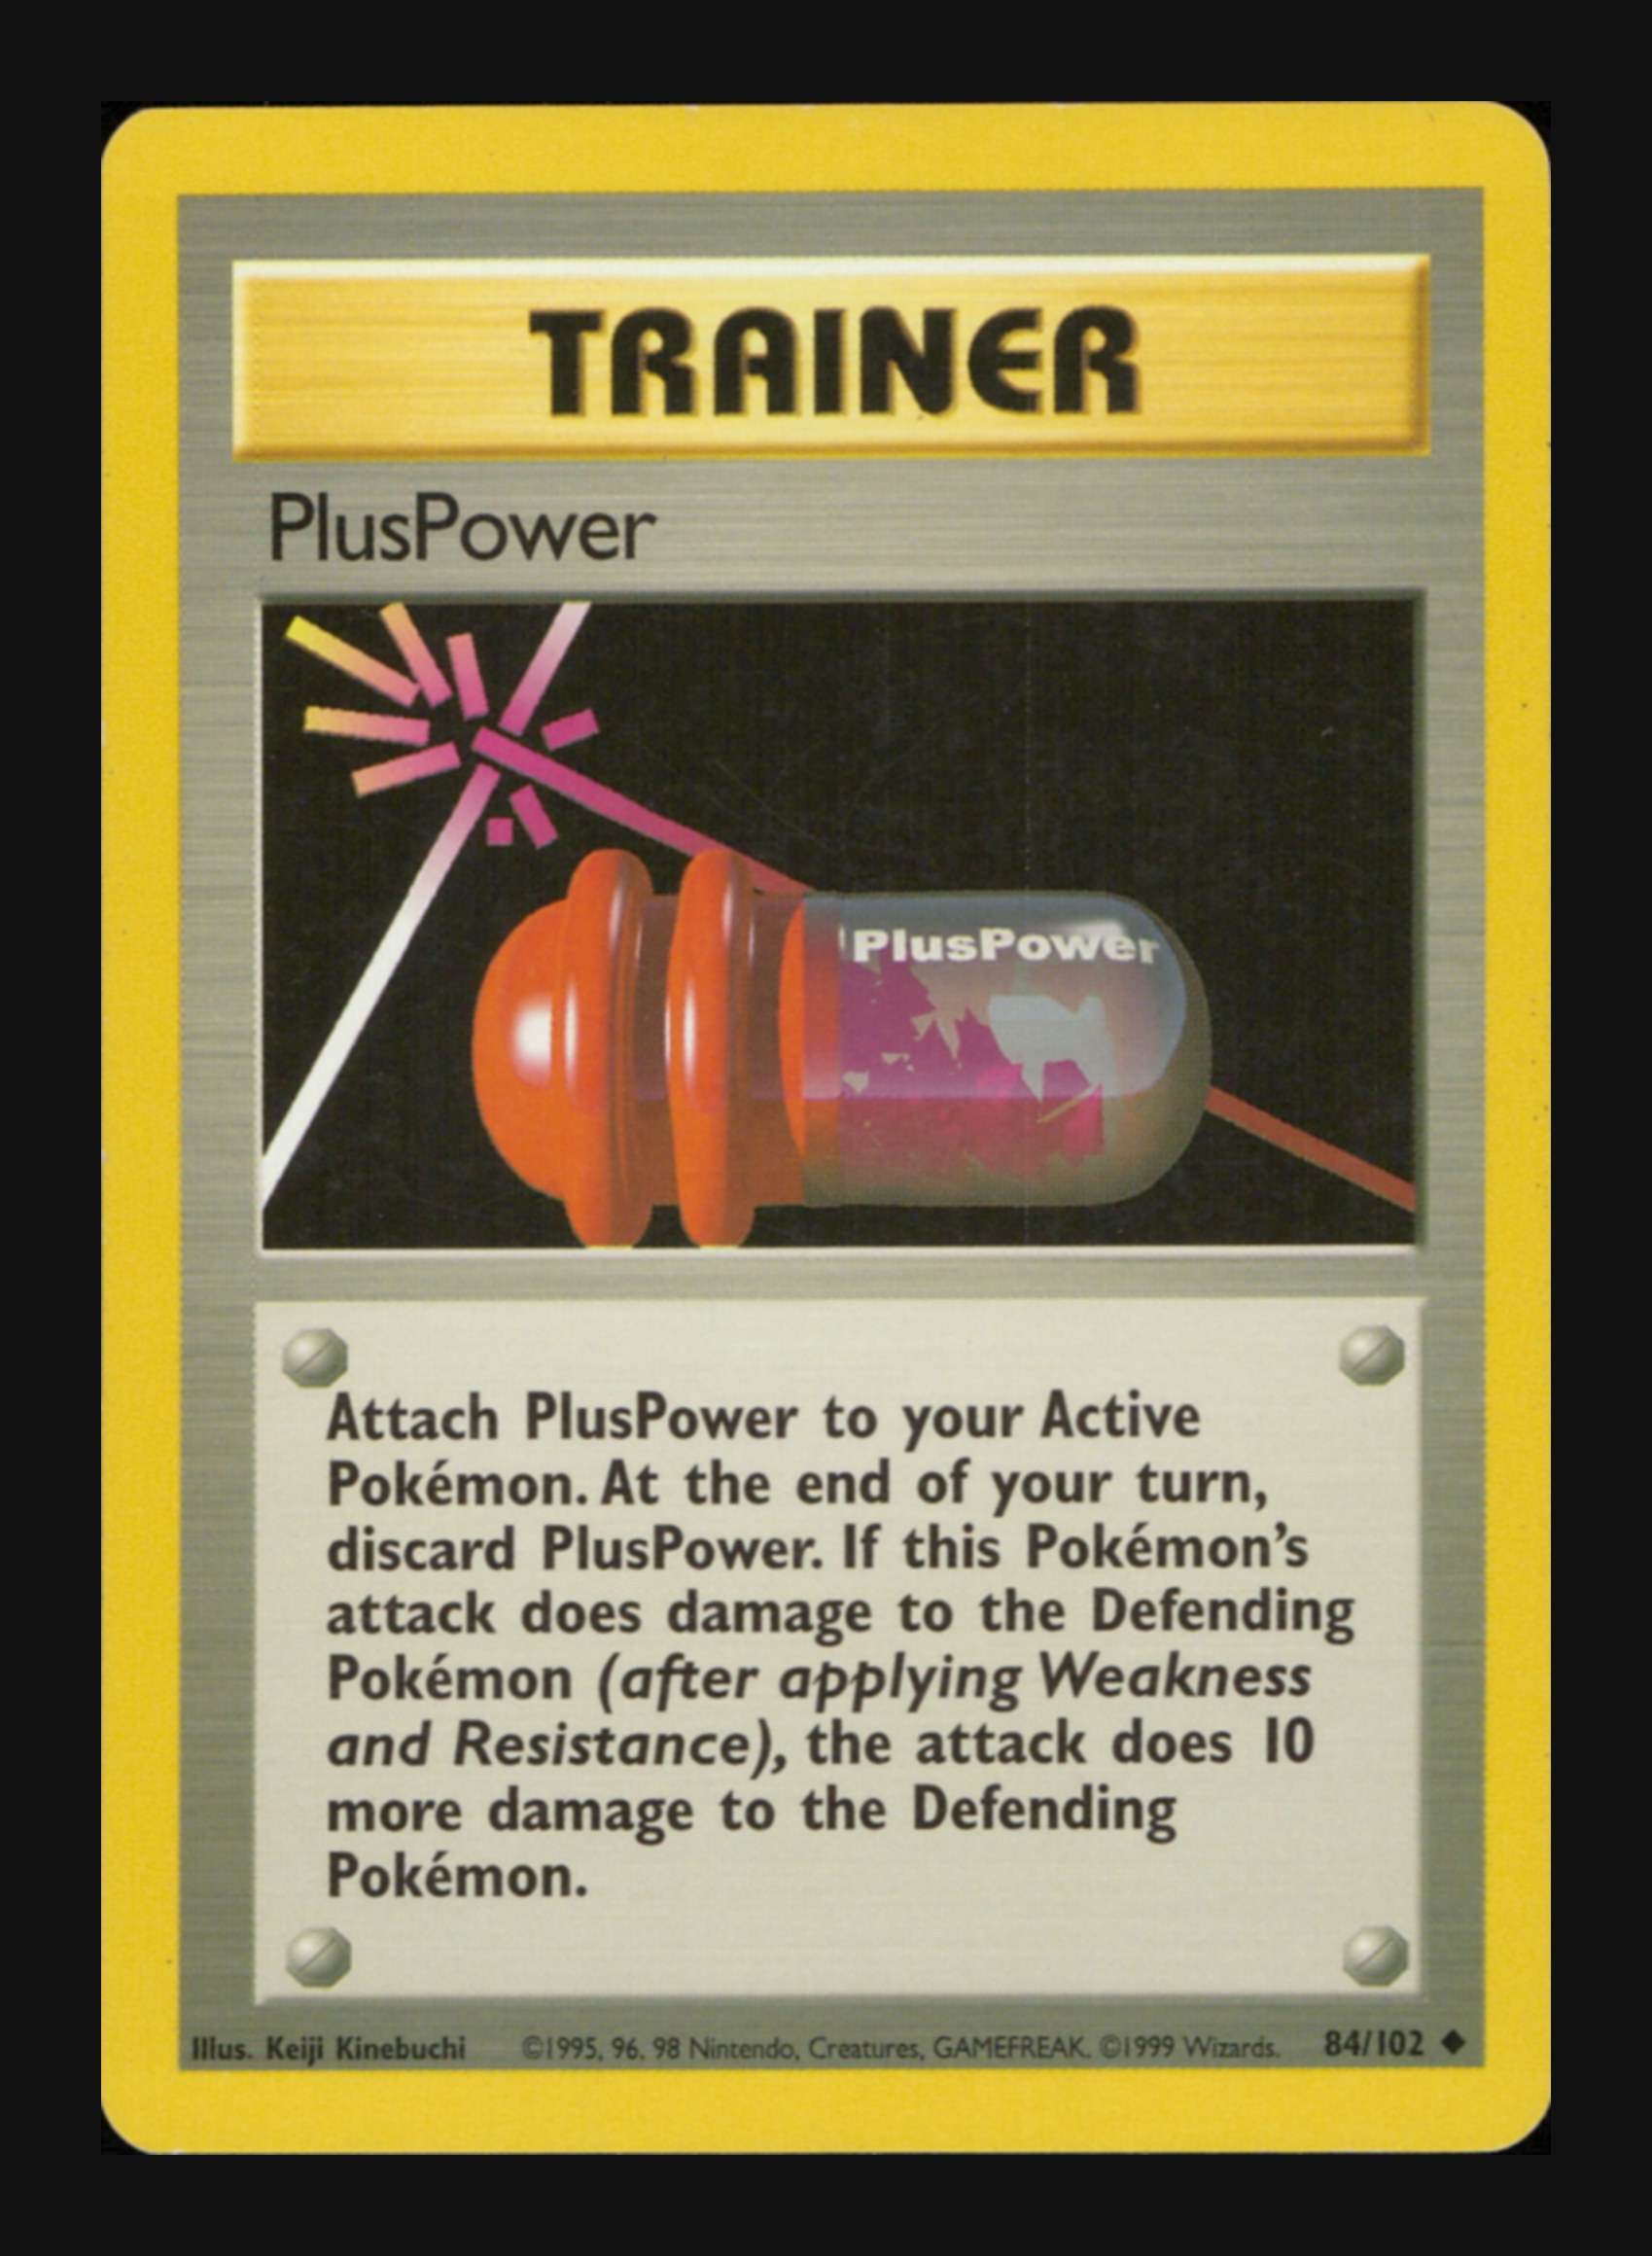 TRAINER
PlusPower
PlusPower
Attach PlusPower to your Active
Pokémon. At the end of your turn,
discard PlusPower. If this Pokémon’s
attack does damage to the Defending
Pokémon (after applying Weakness
and Resistance), the attack does 10
more damage to the Defending
Pokémon.
Illus. Keiji Kinebuchi ©1995, 96, 98 Nintendo, Creatures, GAMEFREAK. ©1999 Wizards. 84/102 ◆